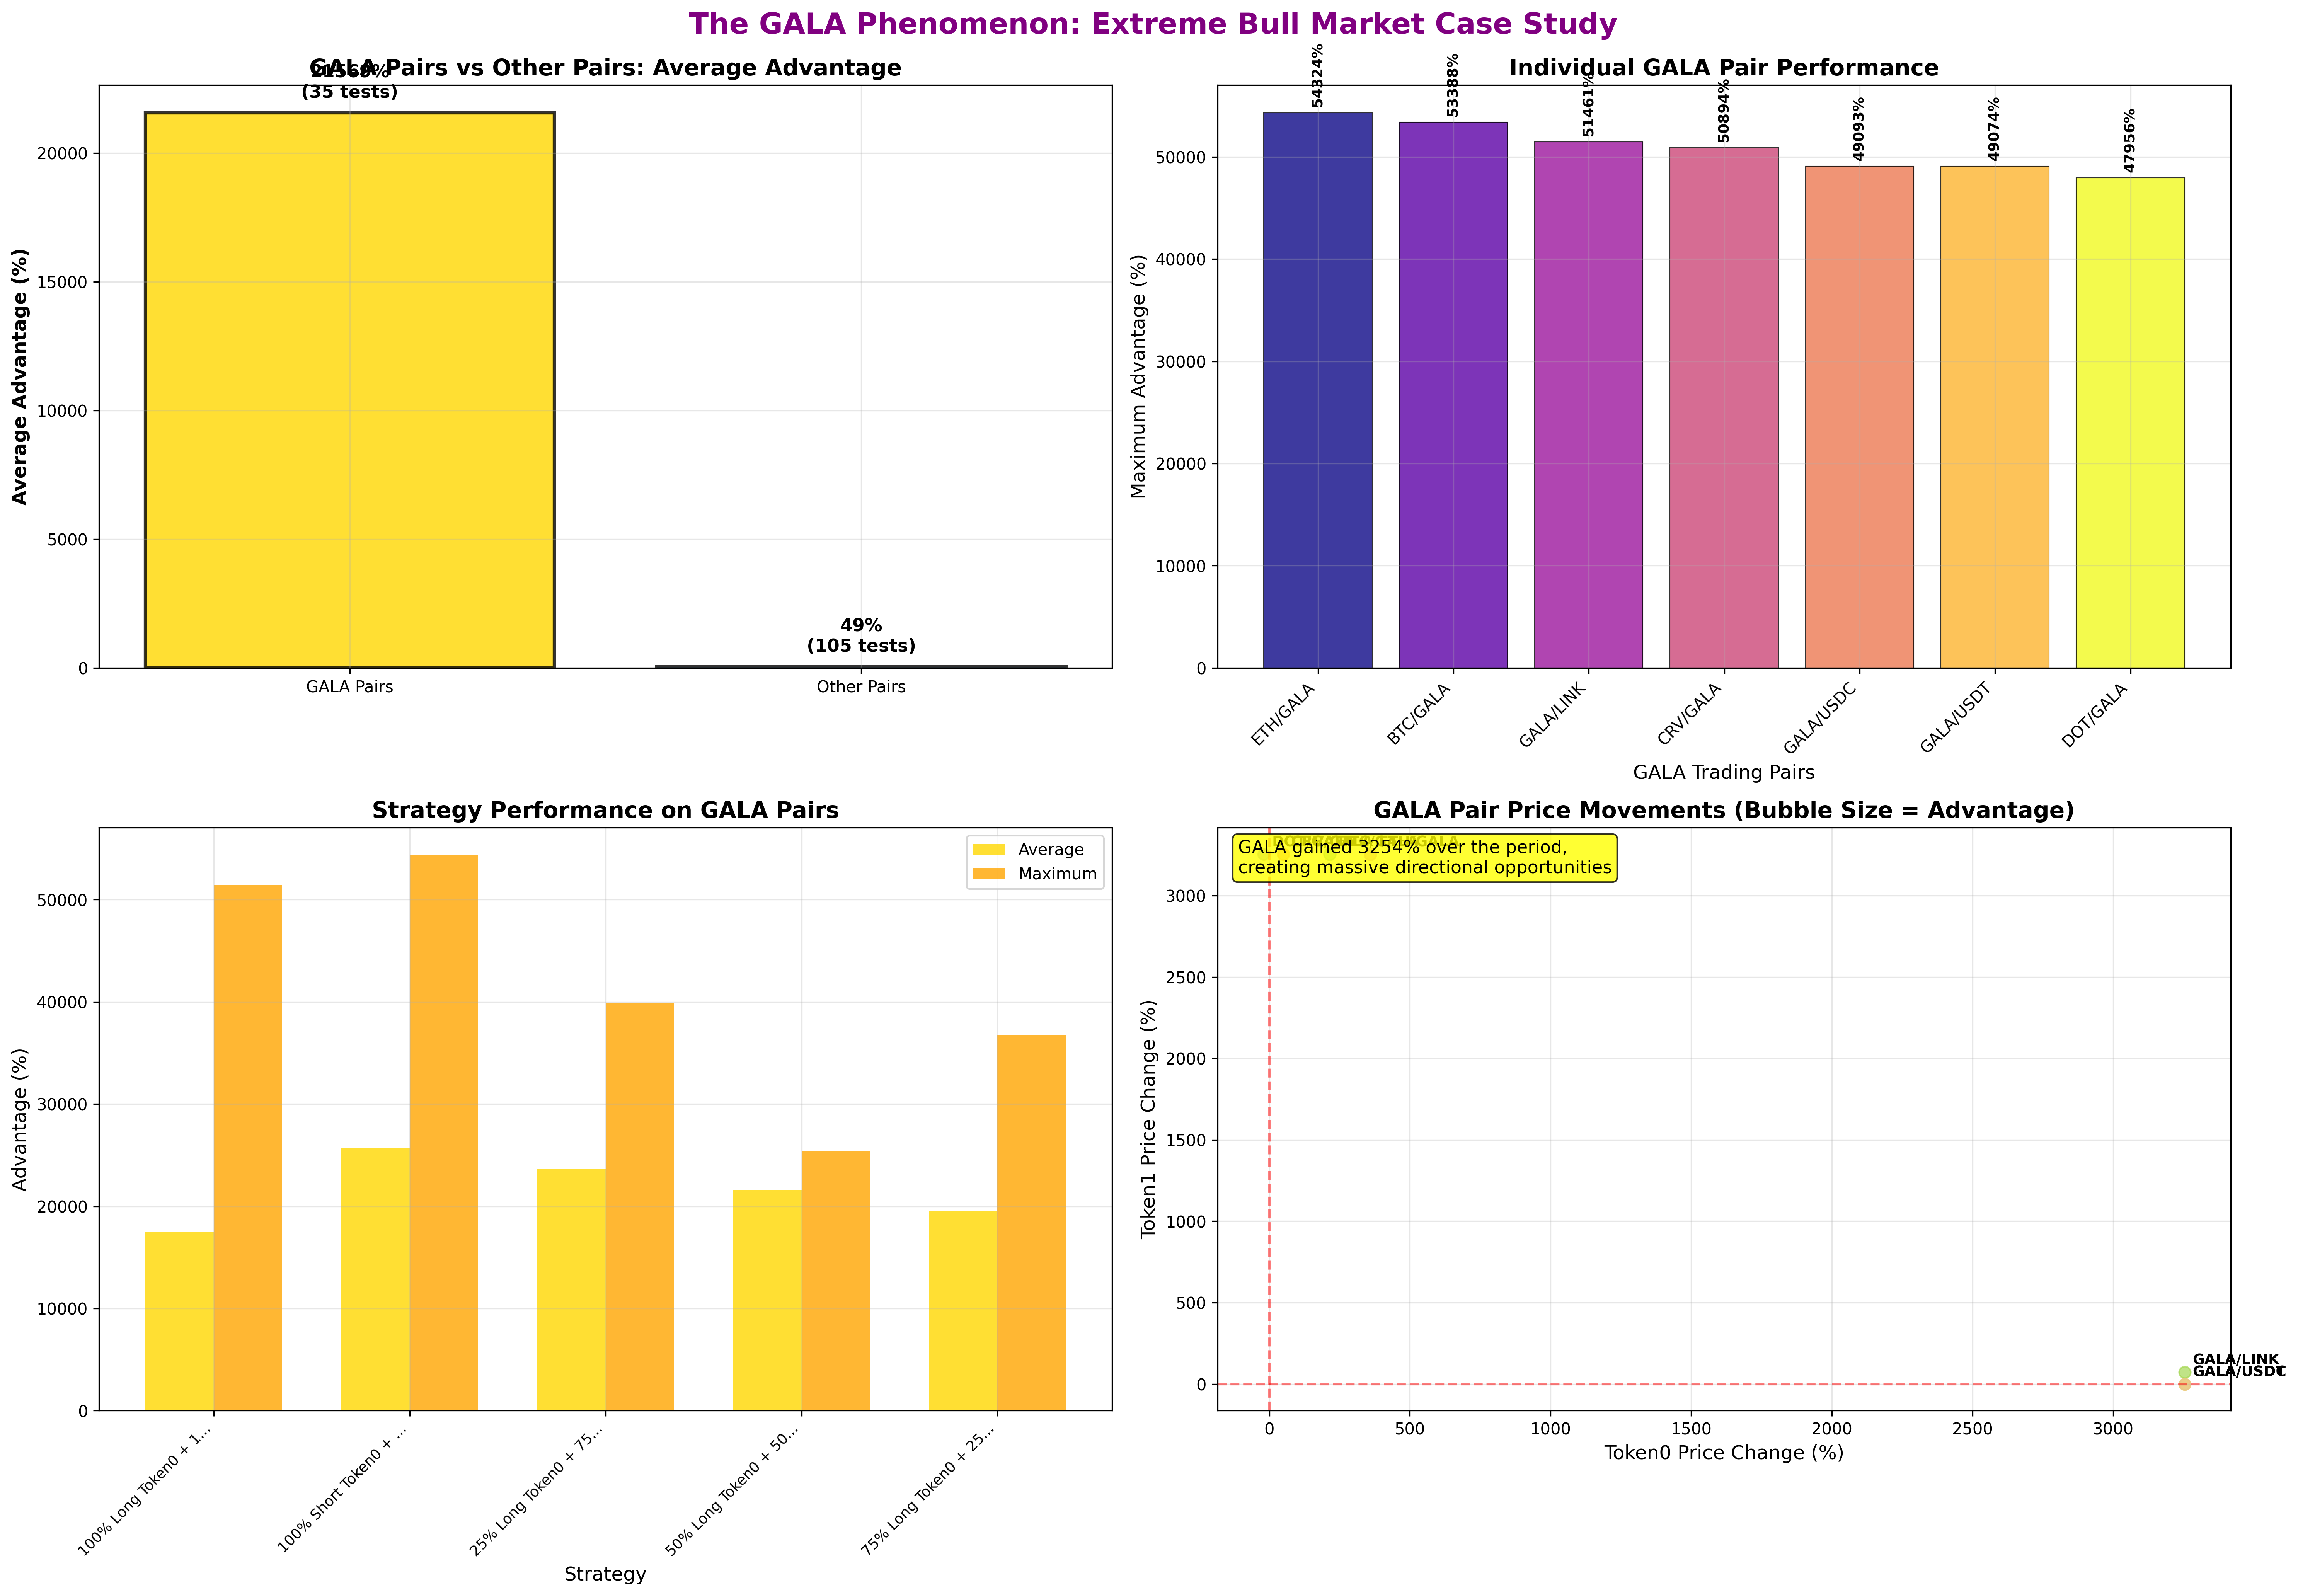 The GALA Phenomenon: Extreme Bull Market Case Study
GALA Pairs vs Other Pairs: Average Advantage
(35 tests)
49%
(105 tests)
Average Advantage (%)
20000
15000
10000
5000
0
GALA Pairs
Other Pairs
Individual GALA Pair Performance
54324%
53388%
51461%
50894%
49093%
49074%
47956%
Maximum Advantage (%)
50000
40000
30000
20000
10000
0
ETH/GALA
BTC/GALA
GALA/LINK
CRV/GALA
GALA/USDC
GALA/USDT
DOT/GALA
GALA Trading Pairs
Strategy Performance on GALA Pairs
Average
Maximum
Advantage (%)
50000
40000
30000
20000
10000
0
100% Long Token0 + 1...
100% Short Token0 + ...
25% Long Token0 + 75...
50% Long Token0 + 50...
75% Long Token0 + 25...
Strategy
GALA Pair Price Movements (Bubble Size = Advantage)
GALA gained 3254% over the period,
creating massive directional opportunities
Token1 Price Change (%)
3000
2500
2000
1500
1000
500
0
GALA/LINK
0
500
1000
1500
2000
2500
3000
Token0 Price Change (%)